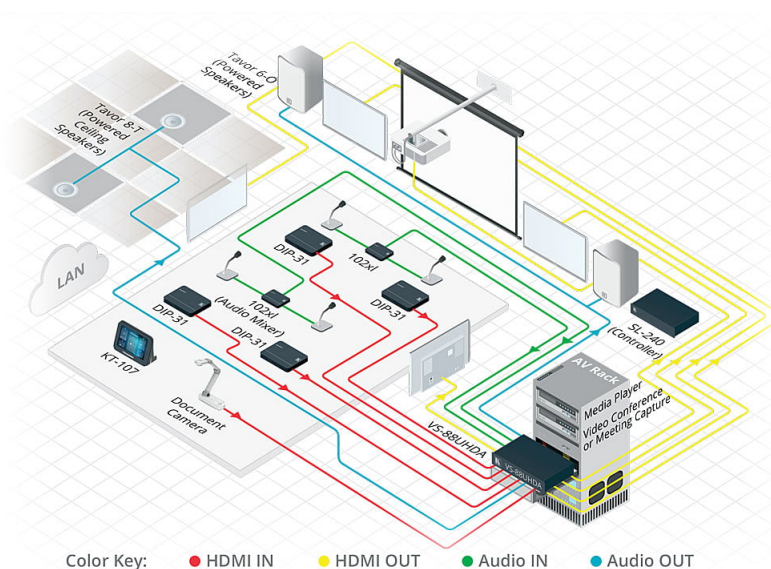 Tavor 6-O
(Powered
Speakers)
Tavor 8-T
(Powered
Ceiling
Speakers)
LAN
DIP-31
102xl
DIP-31
102xl
(Audio Mixer)
DIP-31
DIP-31
KT-107
Document
Camera
SL-240
(Controller)
AV Rack
Media Player
Video Conference
or Meeting Capture
VS-88UHDA
VS-88UHDA
Color Key:
HDMI IN
HDMI OUT
Audio IN
Audio OUT